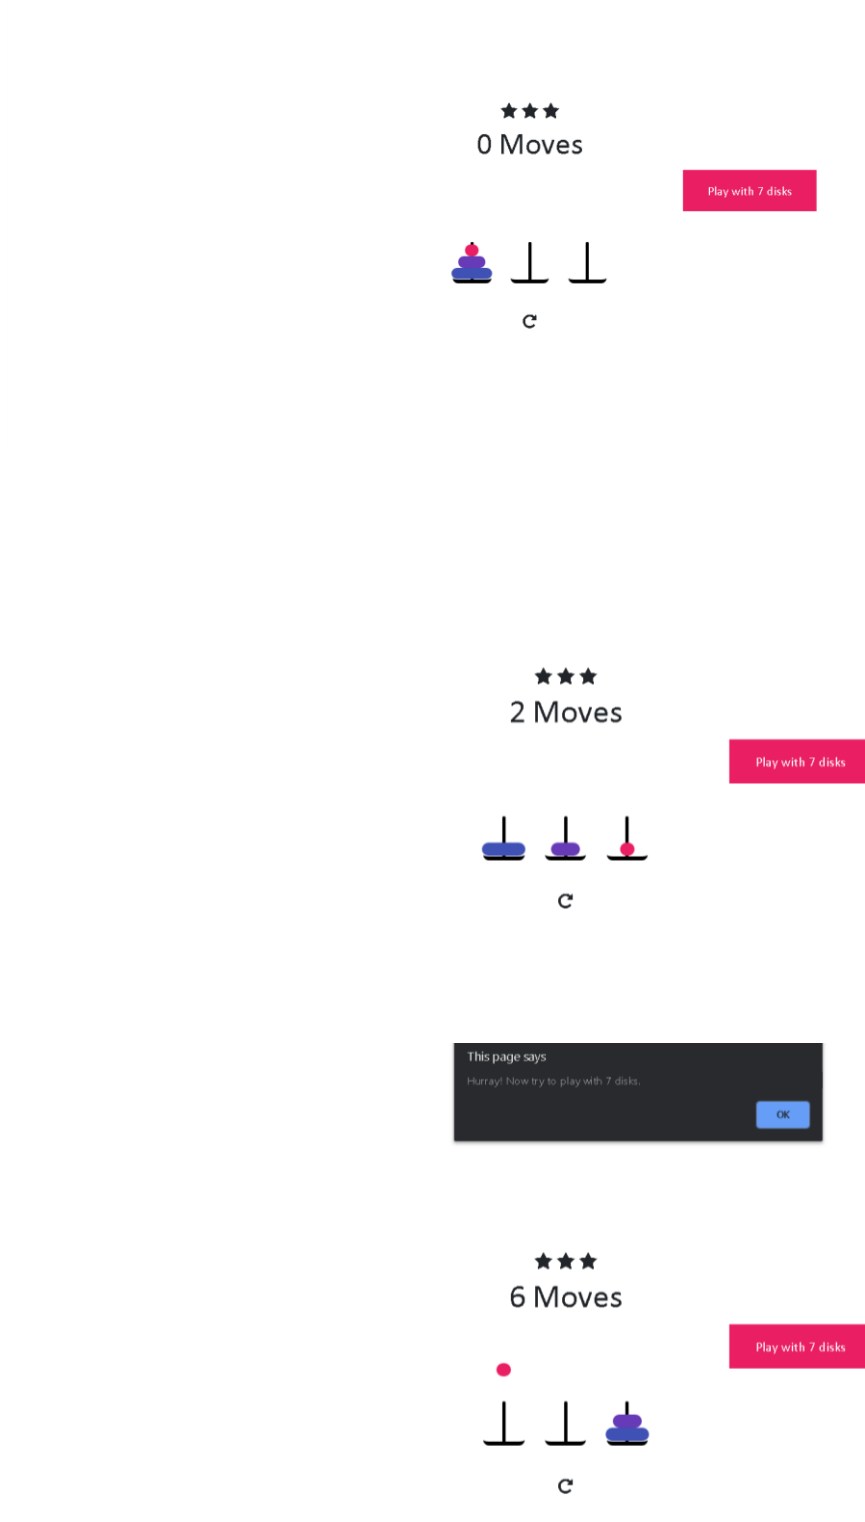 0 Moves
Play with 7 disks
2 Moves
Play with 7 disks
This page says
Hurray! Now try to play with 7 disks.
OK
6 Moves
Play with 7 disks